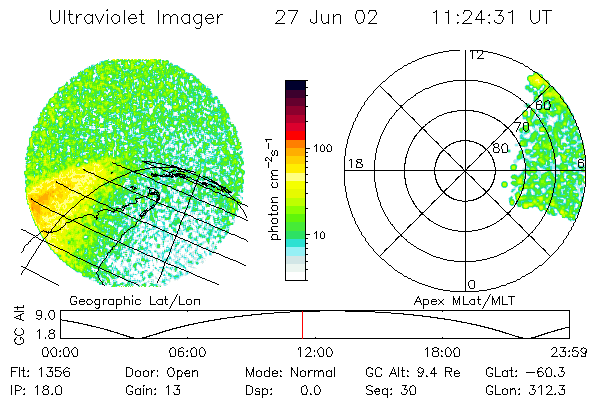 Ultraviolet Imager 27 Jun 02 11:24:31 UT
12
60
70
80
18 6
0
100
10
photon cm−2s−1
Geographic Lat/Lon Apex MLat/MLT
GC Alt
9.0
1.8
00:00 06:00 12:00 18:00 23:59
Flt: 1356 Door: Open Mode: Normal GC Alt: 9.4 Re GLat: −60.3
IP: 18.0 Gain: 13 Dsp: 0.0 Seq: 30 GLon: 312.3